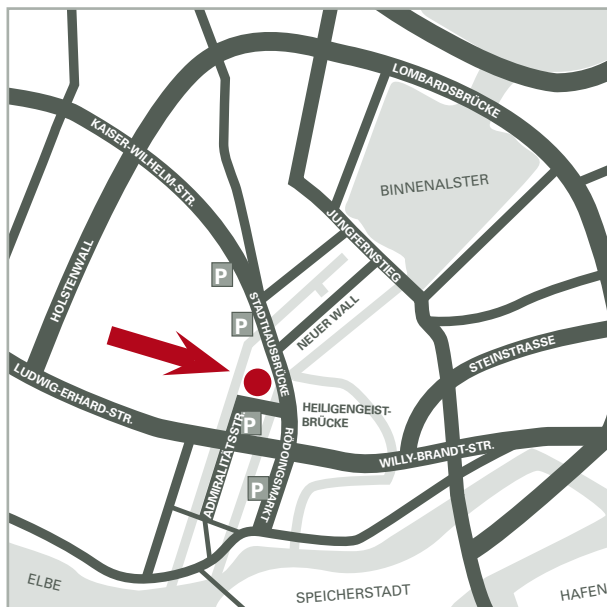 LOMBARDSBRÜCKE
KAISER-WILHELM-STR.
BINNENALSTER
JUNGFERNSTIEG
HOLSTENWALL
P
STADTHAUSBRÜCKE
P
NEUER WALL
STEINSTRASSE
LUDWIG-ERHARD-STR.
HEILIGENGEIST-
BRÜCKE
P
ADMIRALITÄTSSTR.
RÖDINGSMARKT
WILLY-BRANDT-STR.
P
ELBE
SPEICHERSTADT
HAFEN